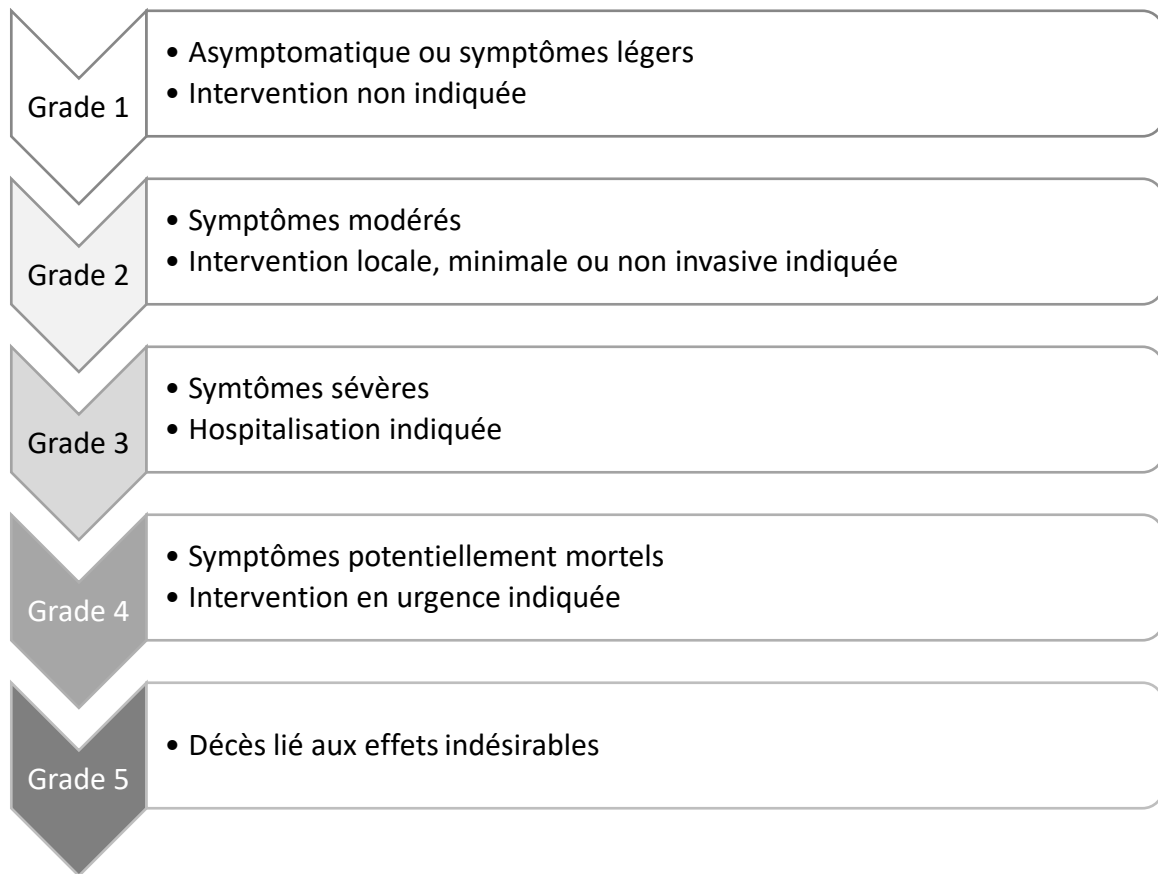 Grade 1
• Asymptomatique ou symptômes légers
• Intervention non indiquée
Grade 2
• Symptômes modérés
• Intervention locale, minimale ou non invasive indiquée
Grade 3
• Symtômes sévères
• Hospitalisation indiquée
Grade 4
• Symptômes potentiellement mortels
• Intervention en urgence indiquée
Grade 5
• Décès lié aux effets indésirables